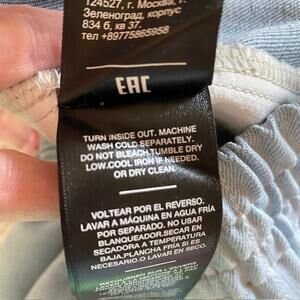 124527, г. Москва, г.
Зеленоград, корпус
834 б, кв 37.
тел +89775865958
EAC
TURN INSIDE OUT. MACHINE
WASH COLD SEPARATELY.
DO NOT BLEACH.TUMBLE DRY
LOW.COOL IRON IF NEEDED.
OR DRY CLEAN.
VOLTEAR POR EL REVERSO.
LAVAR A MÁQUINA EN AGUA FRÍA
POR SEPARADO. NO USAR
BLANQUEADOR.SECAR EN
SECADORA A TEMPERATURA
BAJA.PLANCHA FRÍA SI ES
NECESARIO.O LAVAR EN SECO.